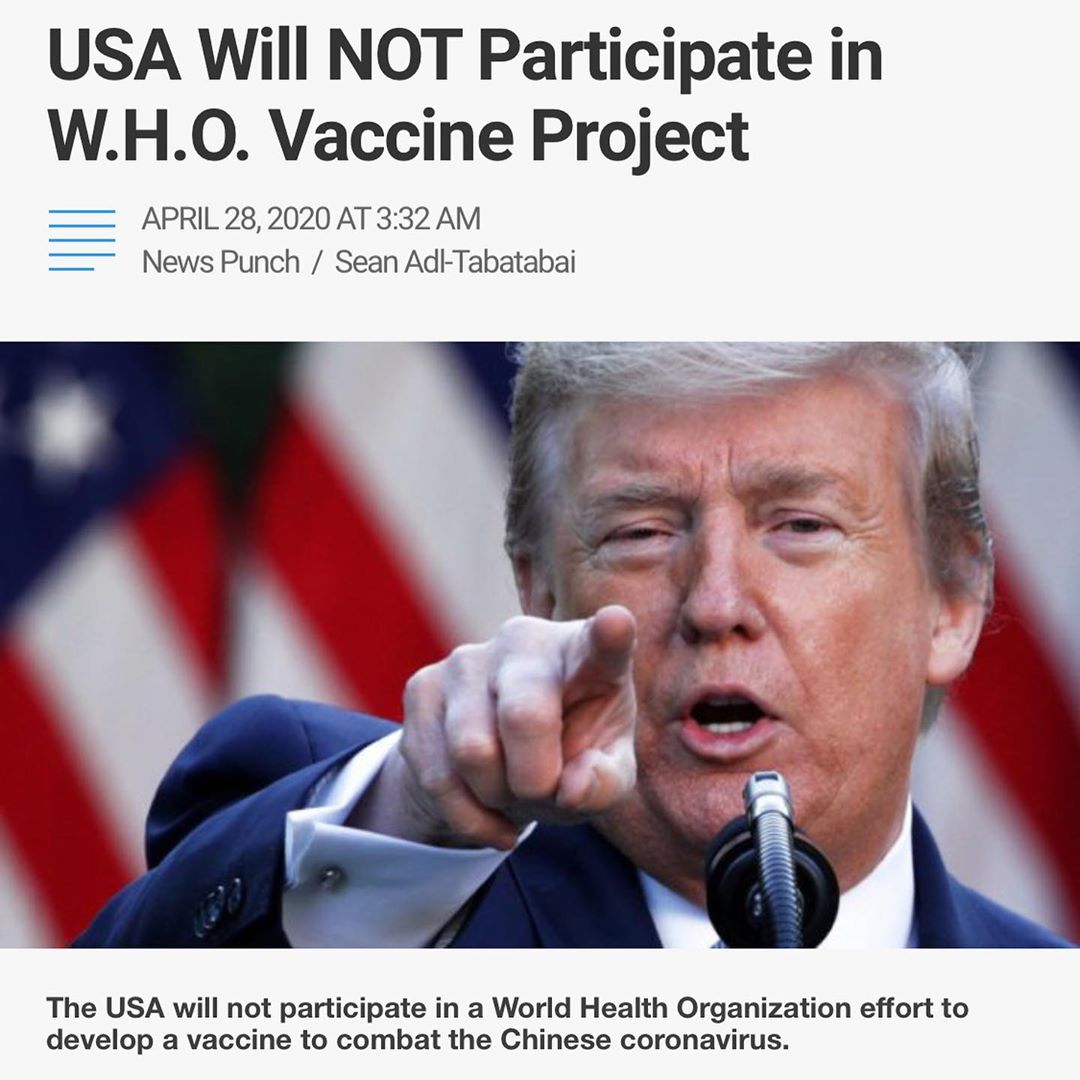 USA Will NOT Participate in
W.H.O. Vaccine Project
APRIL 28, 2020 AT 3:32 AM
News Punch / Sean Adl-Tabatabai
The USA will not participate in a World Health Organization effort to
develop a vaccine to combat the Chinese coronavirus.